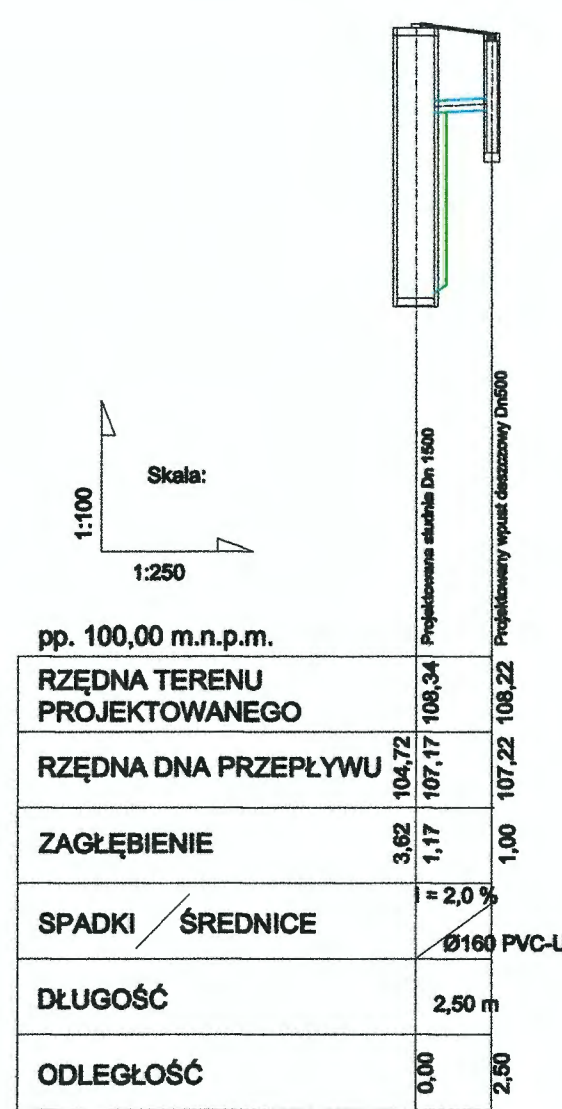 Skala:
1:100
1:250
Projektowana studnia Dn 1500
Projektowany wpust deszczowy Dn500
pp. 100,00 m.n.p.m.
RZĘDNA TERENU
PROJEKTOWANEGO
108,34
108,22
RZĘDNA DNA PRZEPŁYWU
104,72
107,17
107,22
ZAGŁĘBIENIE
3,62
1,17
1,00
SPADKI / ŚREDNICE
i = 2,0 %
Ø160 PVC-U
DŁUGOŚĆ
2,50 m
ODLEGŁOŚĆ
0,00
2,50